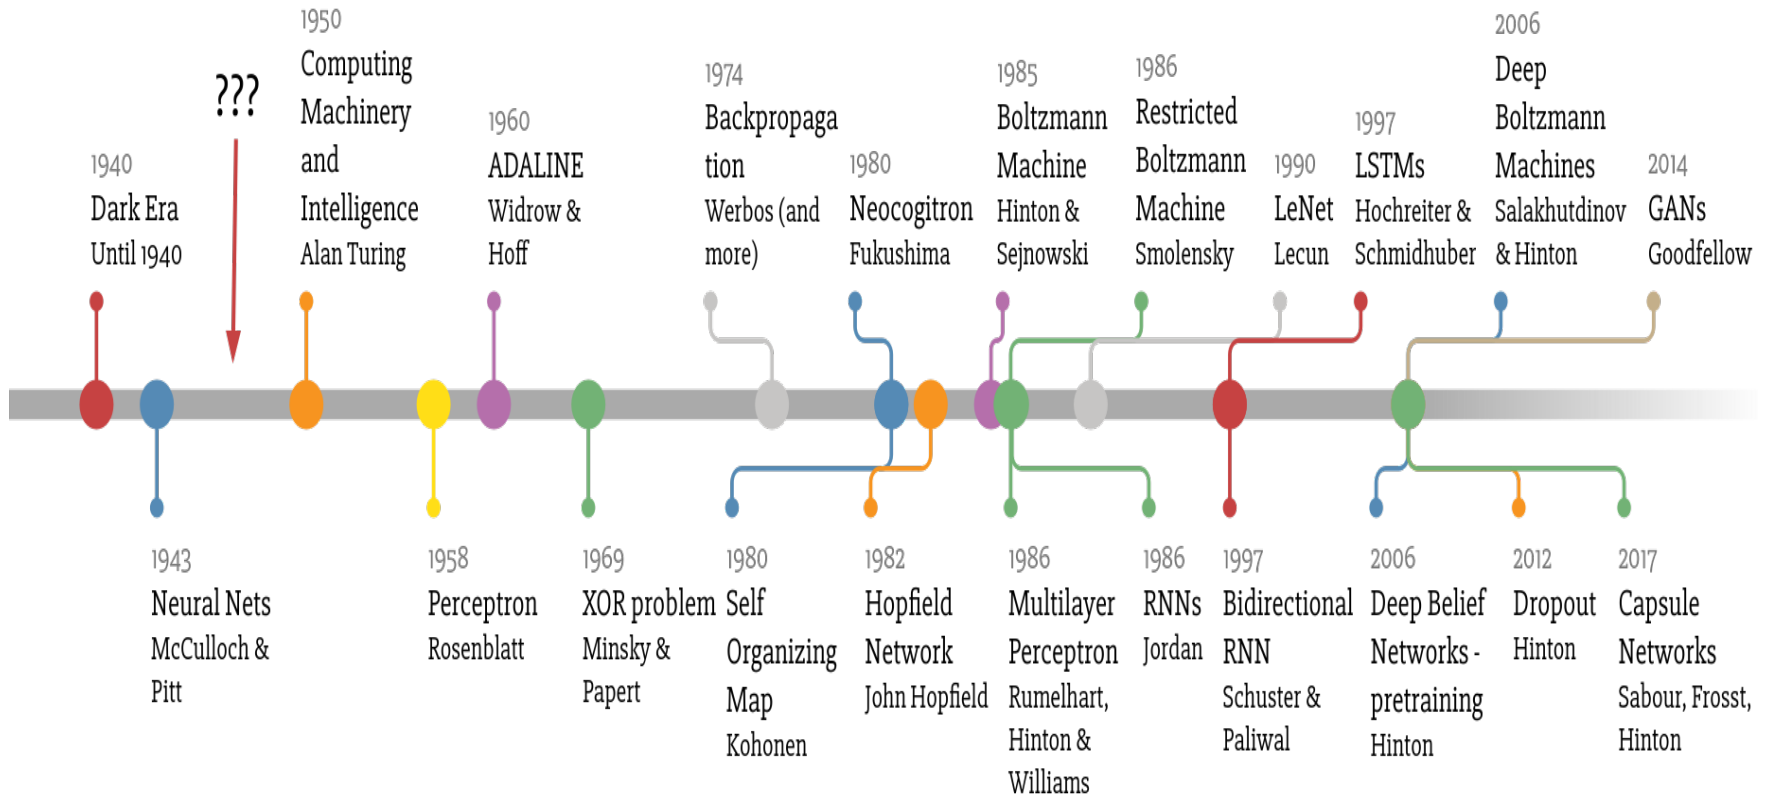 ???
1940
Dark Era
Until 1940
1950
Computing
Machinery
and
Intelligence
Alan Turing
1960
ADALINE
Widrow &
Hoff
1974
Backpropaga
tion
Werbos (and
more)
1980
Neocogitron
Fukushima
1985
Boltzmann
Machine
Hinton &
Sejnowski
1986
Restricted
Boltzmann
Machine
Smolensky
1990
LeNet
Lecun
1997
LSTMs
Hochreiter &
Schmidhuber
2006
Deep
Boltzmann
Machines
Salakhutdinov
& Hinton
2014
GANs
Goodfellow
1943
Neural Nets
McCulloch &
Pitt
1958
Perceptron
Rosenblatt
1969
XOR problem
Minsky &
Papert
1980
Self
Organizing
Map
Kohonen
1982
Hopfield
Network
John Hopfield
1986
Multilayer
Perceptron
Rumelhart,
Hinton &
Williams
1986
RNNs
Jordan
1997
Bidirectional
RNN
Schuster &
Paliwal
2006
Deep Belief
Networks -
pretraining
Hinton
2012
Dropout
Hinton
2017
Capsule
Networks
Sabour, Frosst,
Hinton